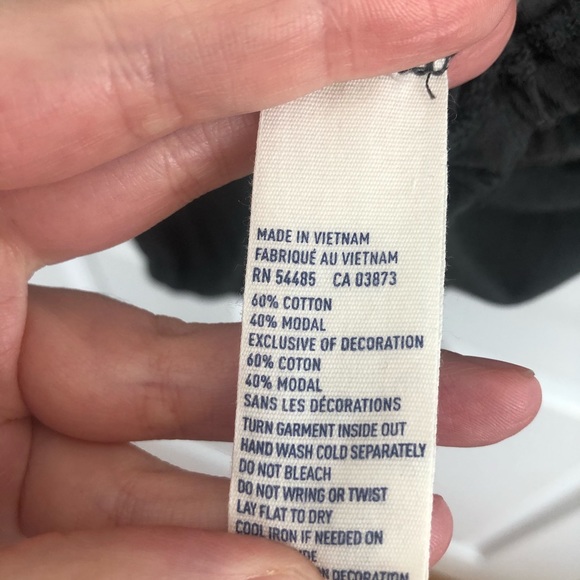 MADE IN VIETNAM
FABRIQUÉ AU VIETNAM
RN 54485 CA 03873
60% COTTON
40% MODAL
EXCLUSIVE OF DECORATION
60% COTON
40% MODAL
SANS LES DÉCORATIONS
TURN GARMENT INSIDE OUT
HAND WASH COLD SEPARATELY
DO NOT BLEACH
DO NOT WRING OR TWIST
LAY FLAT TO DRY
COOL IRON IF NEEDED ON
DECORATION